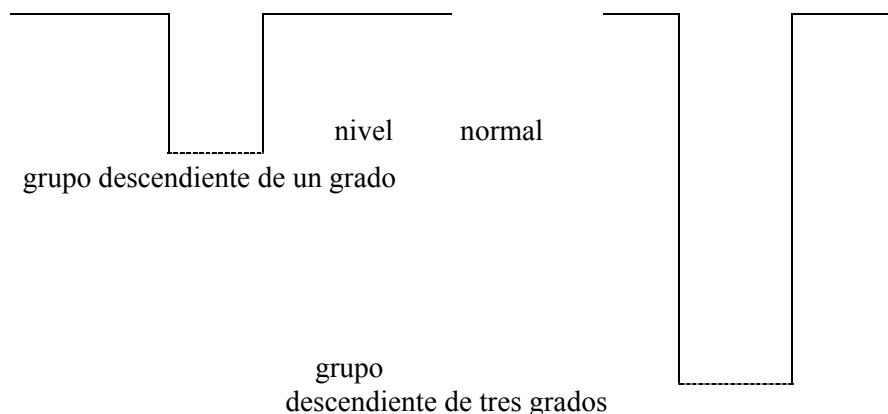 nivel normal
grupo descendiente de un grado
grupo
descendiente de tres grados